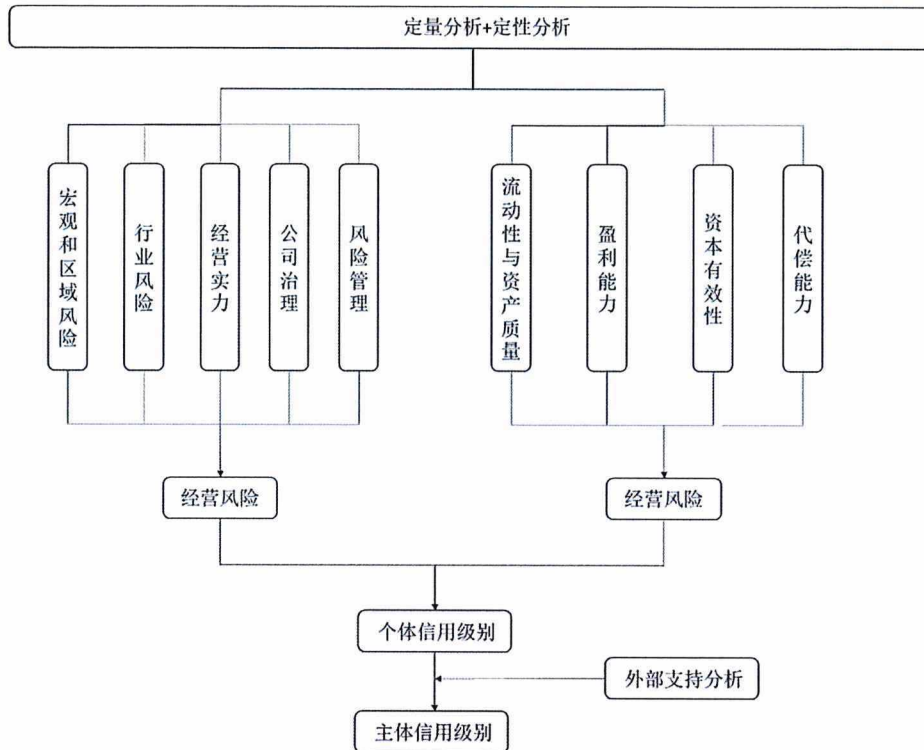 定量分析+定性分析
宏观和区域风险
行业风险
经营实力
公司治理
风险管理
流动性与资产质量
盈利能力
资本有效性
代偿能力
经营风险
经营风险
个体信用级别
外部支持分析
主体信用级别